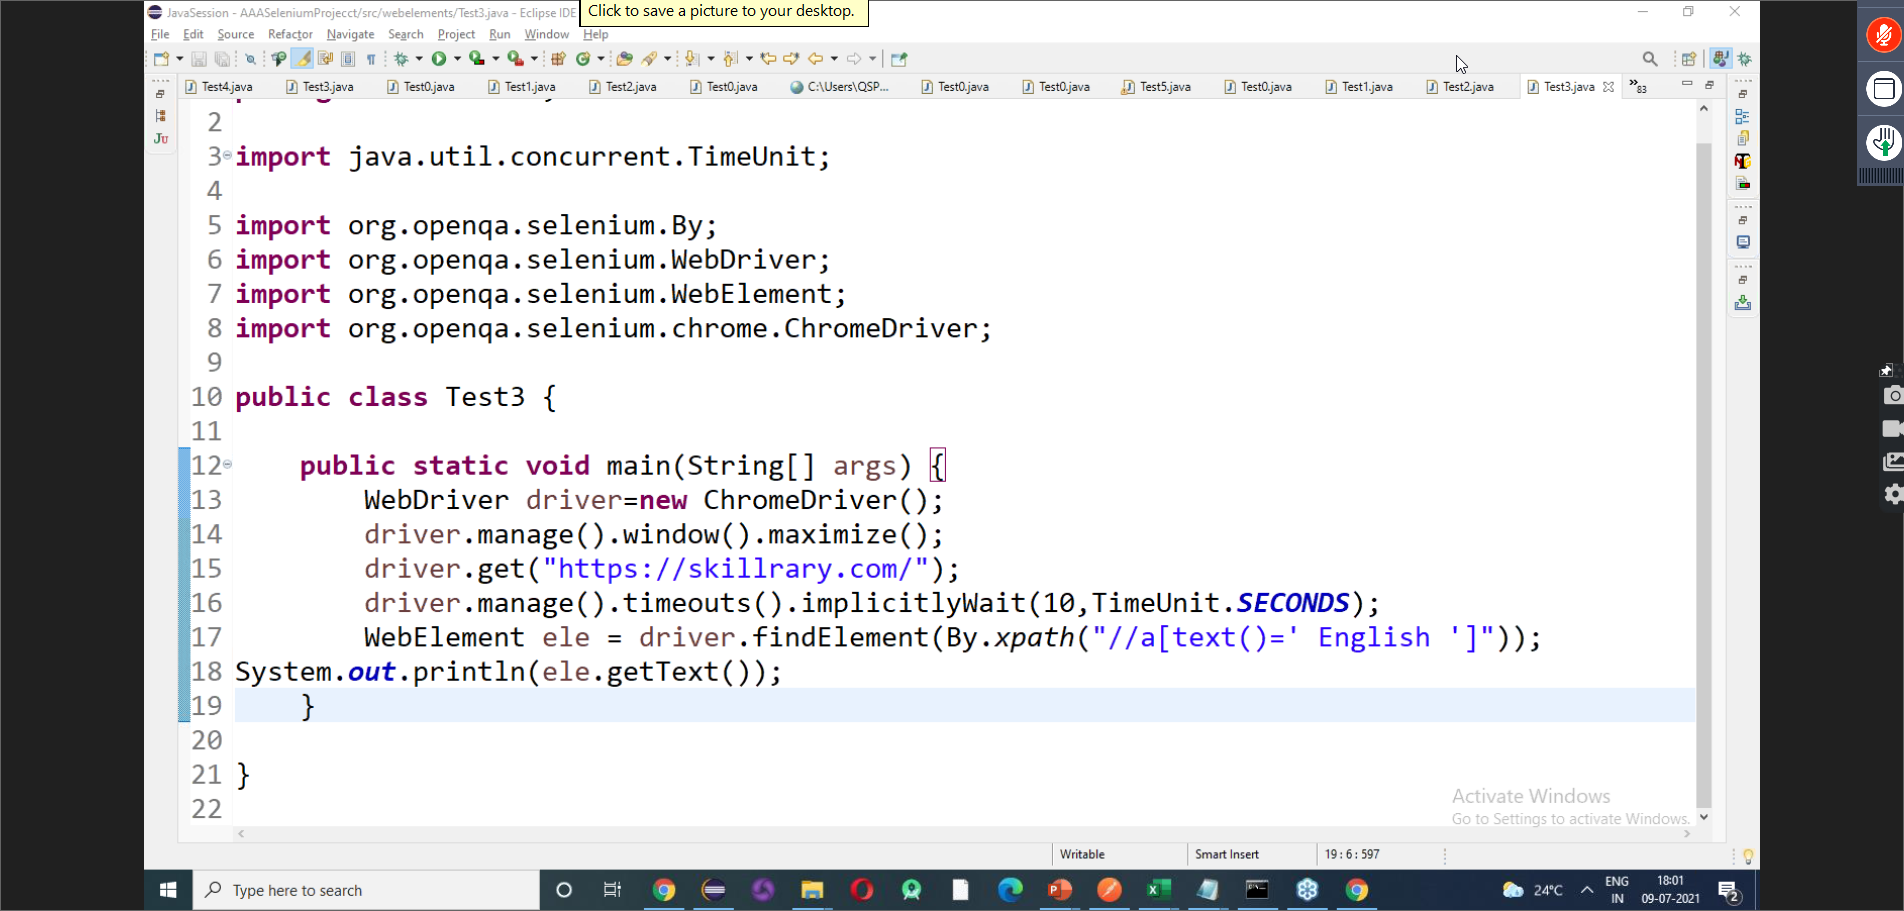 JavaSession - AAASeleniumProjecct/src/webelements/Test3.java - Eclipse IDE
Click to save a picture to your desktop.
File Edit Source Refactor Navigate Search Project Run Window Help
Test4.java Test3.java Test0.java Test1.java Test2.java Test0.java C:\Users\QSP... Test0.java Test0.java Test5.java Test0.java Test1.java Test2.java Test3.java »83
Ju
2
3 import java.util.concurrent.TimeUnit;
4
5 import org.openqa.selenium.By;
6 import org.openqa.selenium.WebDriver;
7 import org.openqa.selenium.WebElement;
8 import org.openqa.selenium.chrome.ChromeDriver;
9
10 public class Test3 {
11
12 public static void main(String[] args) {
13 WebDriver driver=new ChromeDriver();
14 driver.manage().window().maximize();
15 driver.get("https://skillrary.com/");
16 driver.manage().timeouts().implicitlyWait(10,TimeUnit.SECONDS);
17 WebElement ele = driver.findElement(By.xpath("//a[text()=' English ']"));
18 System.out.println(ele.getText());
19 }
20
21 }
22
Activate Windows
Go to Settings to activate Windows.
Writable Smart Insert 19 : 6 : 597
Type here to search
24°C
ENG
IN
18:01
09-07-2021
2